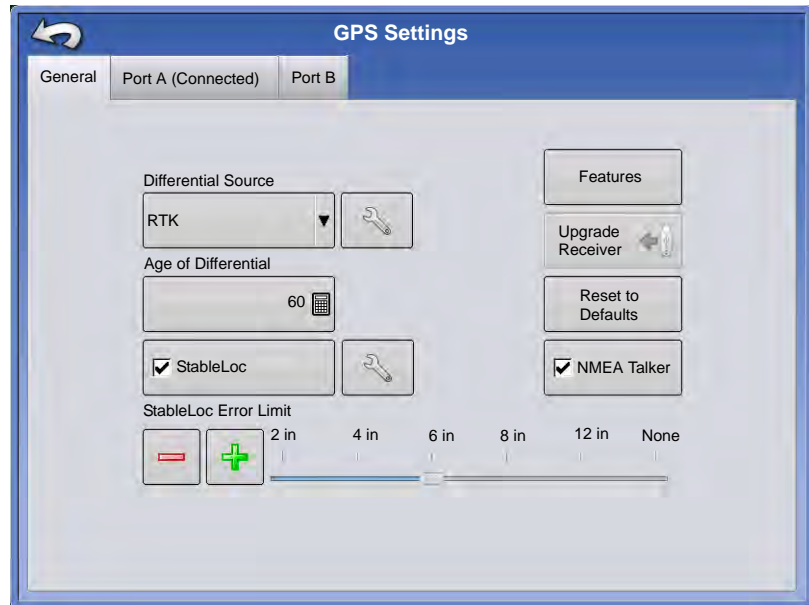 GPS Settings
General
Port A (Connected)
Port B
Differential Source
RTK
Age of Differential
60
StableLoc
StableLoc Error Limit
2 in
4 in
6 in
8 in
12 in
None
Features
Upgrade
Receiver
Reset to
Defaults
NMEA Talker